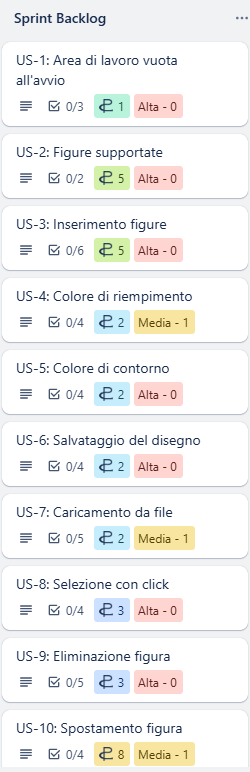 Sprint Backlog
US-1: Area di lavoro vuota
all'avvio
0/3 1 Alta - 0
US-2: Figure supportate
0/2 5 Alta - 0
US-3: Inserimento figure
0/6 5 Alta - 0
US-4: Colore di riempimento
0/4 2 Media - 1
US-5: Colore di contorno
0/4 2 Alta - 0
US-6: Salvataggio del disegno
0/4 2 Alta - 0
US-7: Caricamento da file
0/5 2 Media - 1
US-8: Selezione con click
0/4 3 Alta - 0
US-9: Eliminazione figura
0/5 3 Alta - 0
US-10: Spostamento figura
0/4 8 Media - 1